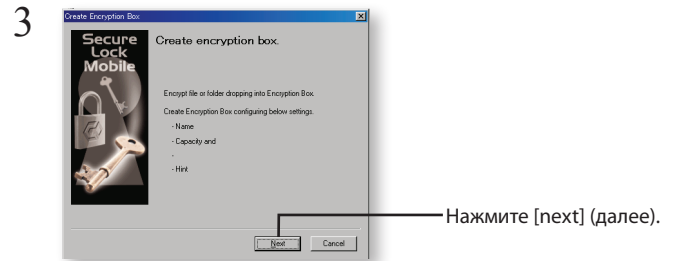 3
Create Encryption Box
Secure
Lock
Mobile
Create encryption box.
Encrypt file or folder dropping into Encryption Box.
Create Encryption Box configuring below settings.
- Name
- Capacity and
-
- Hint
Нажмите [next] (далее).
Next
Cancel